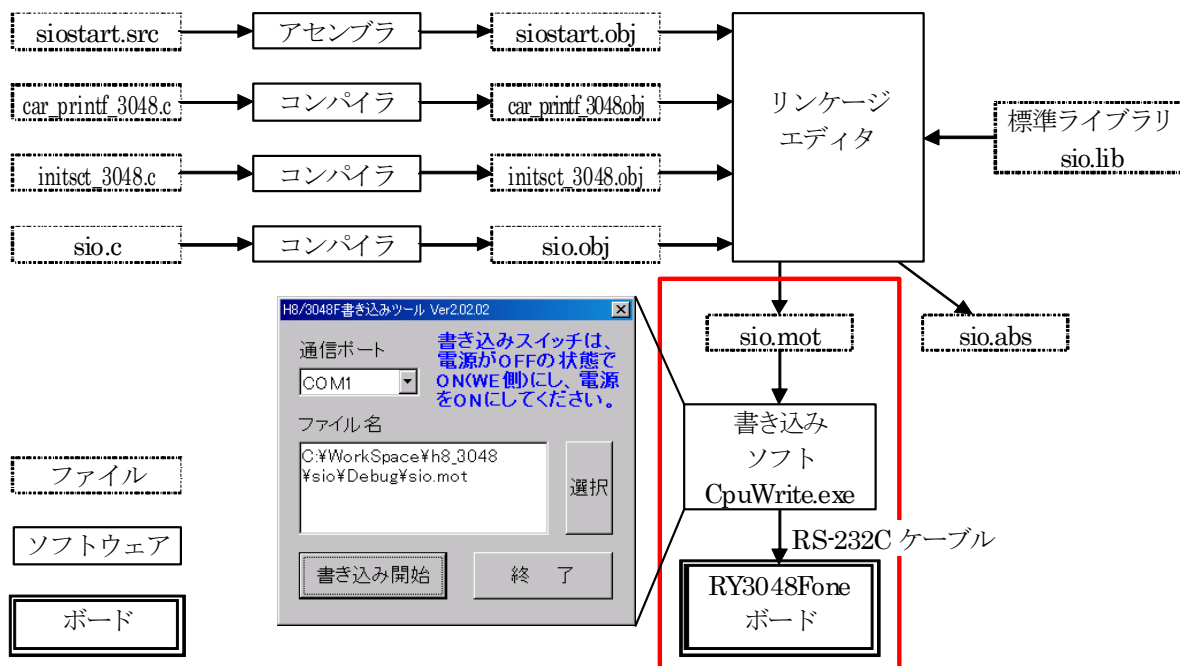 siostart.src
アセンブラ
siostart.obj
car_printf_3048.c
コンパイラ
car_printf_3048.obj
リンケージ
エディタ
標準ライブラリ
sio.lib
initsct_3048.c
コンパイラ
initsct_3048.obj
sio.c
コンパイラ
sio.obj
H8/3048F書き込みツール Ver2.02.02
通信ポート
COM1
書き込みスイッチは、
電源がOFFの状態で
ON(WE側)にし、電源
をONにしてください。
ファイル名
C:¥WorkSpace¥h8_3048
¥sio¥Debug¥sio.mot
選択
書き込み開始
終 了
sio.mot
sio.abs
書き込み
ソフト
CpuWrite.exe
RS-232C ケーブル
RY3048Fone
ボード
ファイル
ソフトウェア
ボード